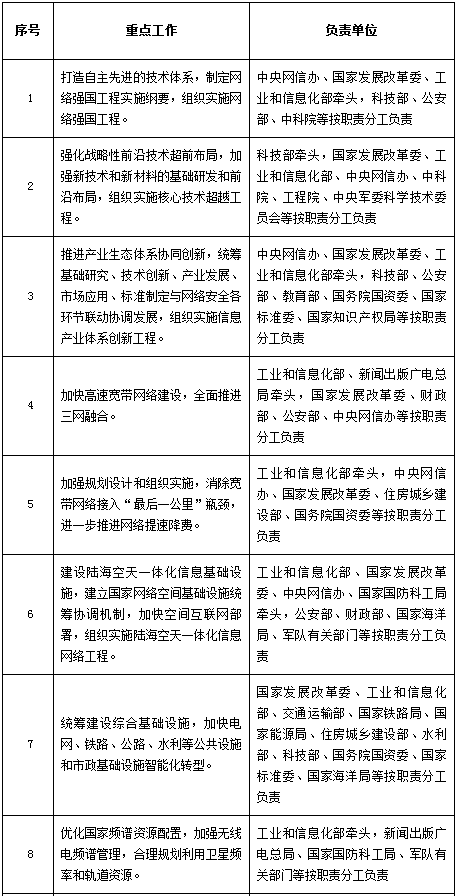 序号
重点工作
负责单位
1
打造自主先进的技术体系，制定网
络强国工程实施纲要，组织实施网
络强国工程。
中央网信办、国家发展改革委、工
业和信息化部牵头，科技部、公安
部、中科院等按职责分工负责
2
强化战略性前沿技术超前布局，加
强新技术和新材料的基础研发和前
沿布局，组织实施核心技术超越工
程。
科技部牵头，国家发展改革委、工
业和信息化部、中央网信办、中科
院、工程院、中央军委科学技术委
员会等按职责分工负责
3
推进产业生态体系协同创新，统筹
基础研究、技术创新、产业发展、
市场应用、标准制定与网络安全各
环节联动协调发展，组织实施信息
产业体系创新工程。
中央网信办、国家发展改革委、工
业和信息化部牵头，科技部、公安
部、教育部、国务院国资委、国家
标准委、国家知识产权局等按职责
分工负责
4
加快高速宽带网络建设，全面推进
三网融合。
工业和信息化部、新闻出版广电总
局牵头，国家发展改革委、财政
部、公安部、中央网信办等按职责
分工负责
5
加强规划设计和组织实施，消除宽
带网络接入“最后一公里”瓶颈，
进一步推进网络提速降费。
工业和信息化部牵头，中央网信
办、国家发展改革委、住房城乡建
设部、国务院国资委等按职责分工
负责
6
建设陆海空天一体化信息基础设
施，建立国家网络空间基础设施统
筹协调机制，加快空间互联网部
署，组织实施陆海空天一体化信息
网络工程。
工业和信息化部、国家发展改革
委、中央网信办、国家国防科工局
牵头，公安部、财政部、国家海洋
局、军队有关部门等按职责分工负
责
7
统筹建设综合基础设施，加快电
网、铁路、公路、水利等公共设施
和市政基础设施智能化转型。
国家发展改革委、工业和信息化
部、交通运输部、国家铁路局、国
家能源局、住房城乡建设部、水利
部、科技部、国务院国资委、国家
标准委、国家海洋局等按职责分工
负责
8
优化国家频谱资源配置，加强无线
电频谱管理，合理规划利用卫星频
率和轨道资源。
工业和信息化部牵头，新闻出版广
电总局、国家国防科工局、军队有
关部门等按职责分工负责